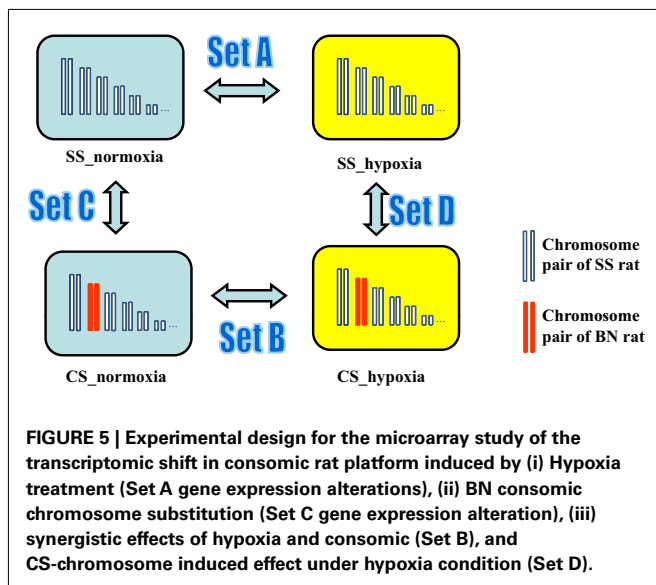 Set A
SS_normoxia
SS_hypoxia
Set C
Set D
Chromosome
pair of SS rat
Chromosome
pair of BN rat
Set B
CS_normoxia
CS_hypoxia
FIGURE 5 | Experimental design for the microarray study of the
transcriptomic shift in consomic rat platform induced by (i) Hypoxia
treatment (Set A gene expression alterations), (ii) BN consomic
chromosome substitution (Set C gene expression alteration), (iii)
synergistic effects of hypoxia and consomic (Set B), and
CS-chromosome induced effect under hypoxia condition (Set D).